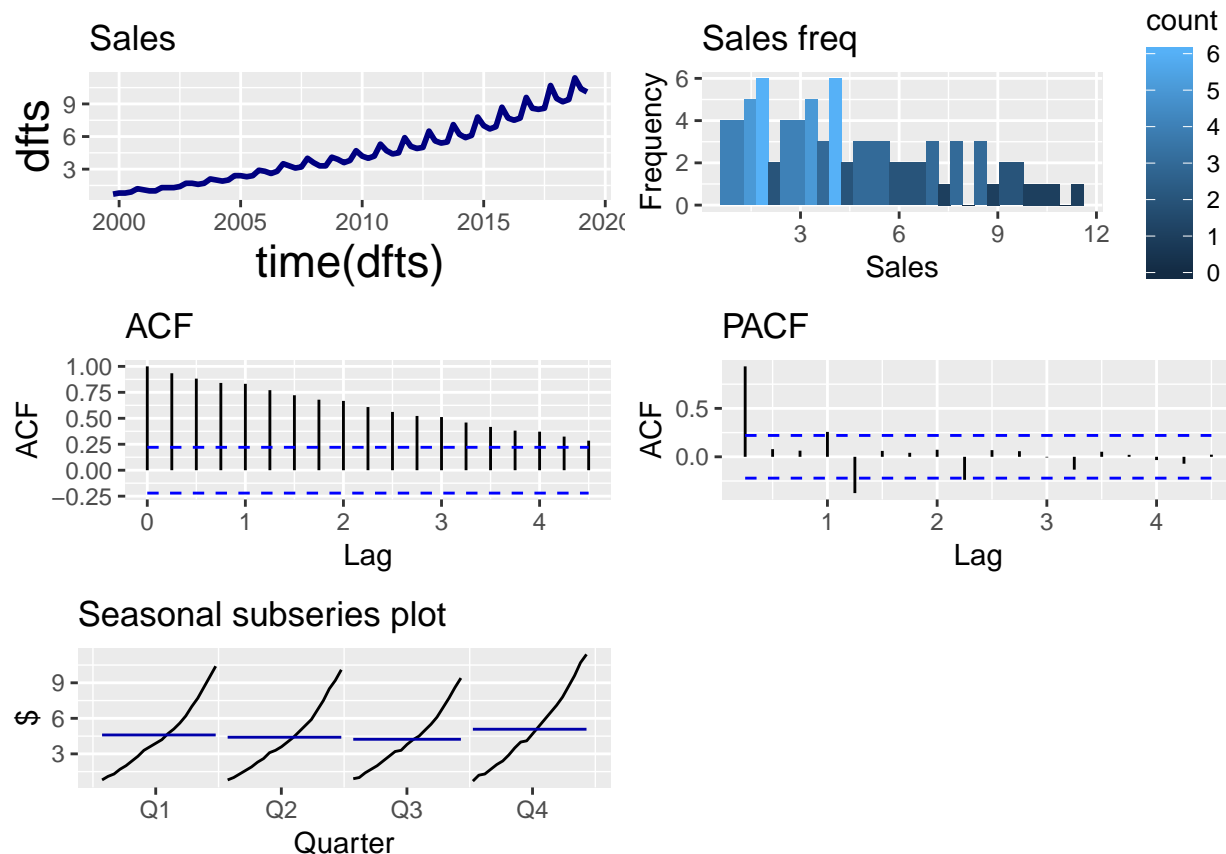 Sales
dfts
9
6
3
2000
2005
2010
2015
2020
time(dfts)
Sales freq
Frequency
6
4
2
0
3
6
9
12
Sales
count
6
5
4
3
2
1
0
ACF
ACF
1.00
0.75
0.50
0.25
0.00
−0.25
0
1
2
3
4
Lag
PACF
ACF
0.5
0.0
1
2
3
4
Lag
Seasonal subseries plot
$
9
6
3
Q1
Q2
Q3
Q4
Quarter